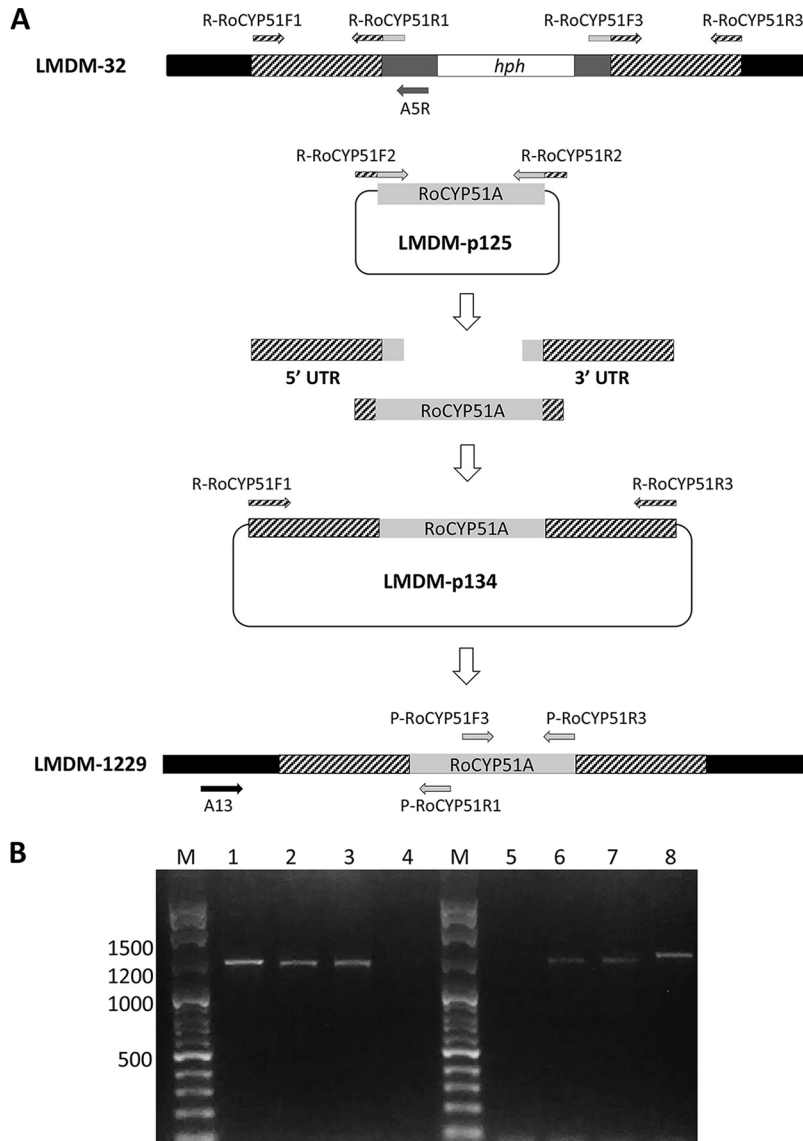 A
R-RoCYP51F1 R-RoCYP51R1 R-RoCYP51F3 R-RoCYP51R3
LMDM-32 hph
A5R
R-RoCYP51F2 R-RoCYP51R2
RoCYP51A
LMDM-p125
5' UTR 3' UTR
RoCYP51A
R-RoCYP51F1 R-RoCYP51R3
RoCYP51A
LMDM-p134
P-RoCYP51F3 P-RoCYP51R3
LMDM-1229 RoCYP51A
A13 P-RoCYP51R1
B M 1 2 3 4 M 5 6 7 8
1500
1200
1000
500